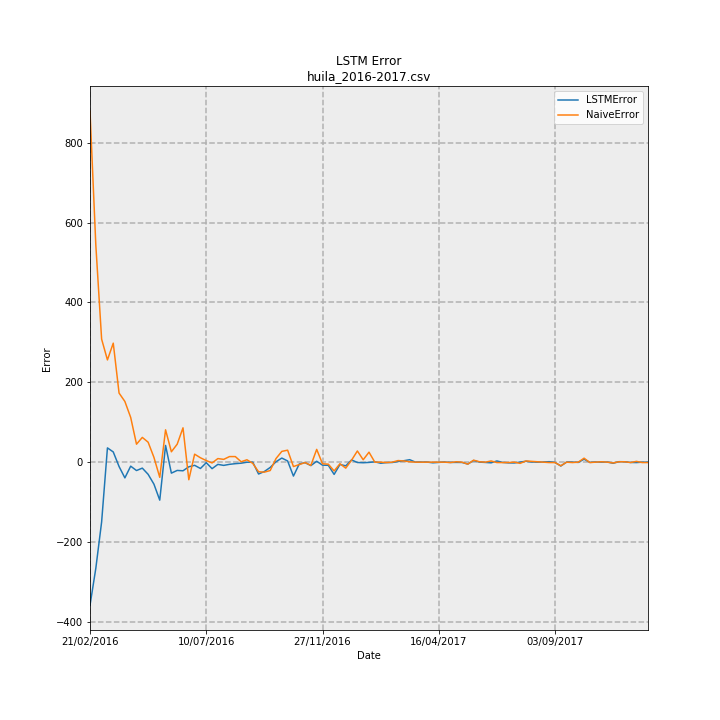 LSTM Error
huila_2016-2017.csv
LSTMError
NaiveError
800
600
400
200
0
−200
−400
Error
21/02/2016 10/07/2016 27/11/2016 16/04/2017 03/09/2017
Date